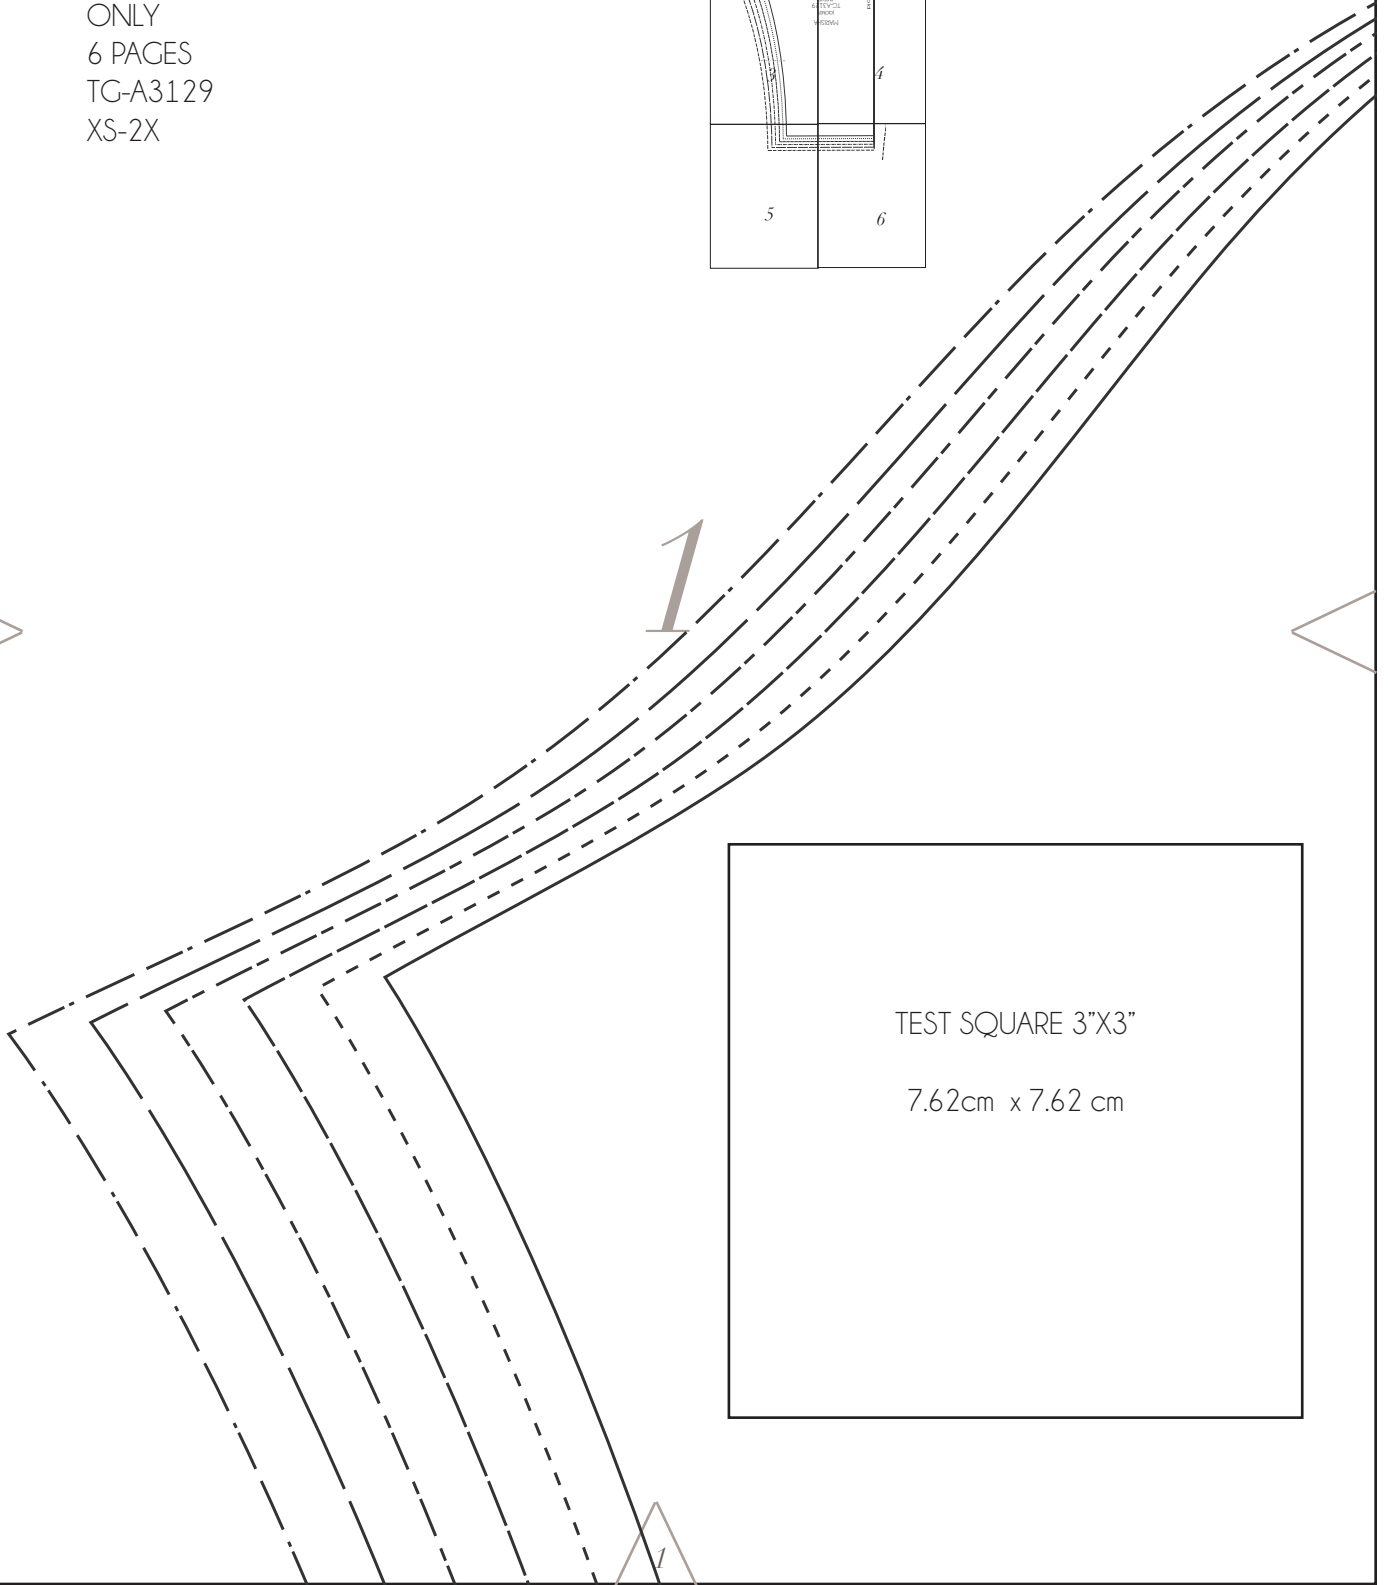 ONLY
6 PAGES
TG-A3129
XS-2X
MARISHA
3
4
5
6
1
TEST SQUARE 3”X3”
7.62cm x 7.62 cm
1